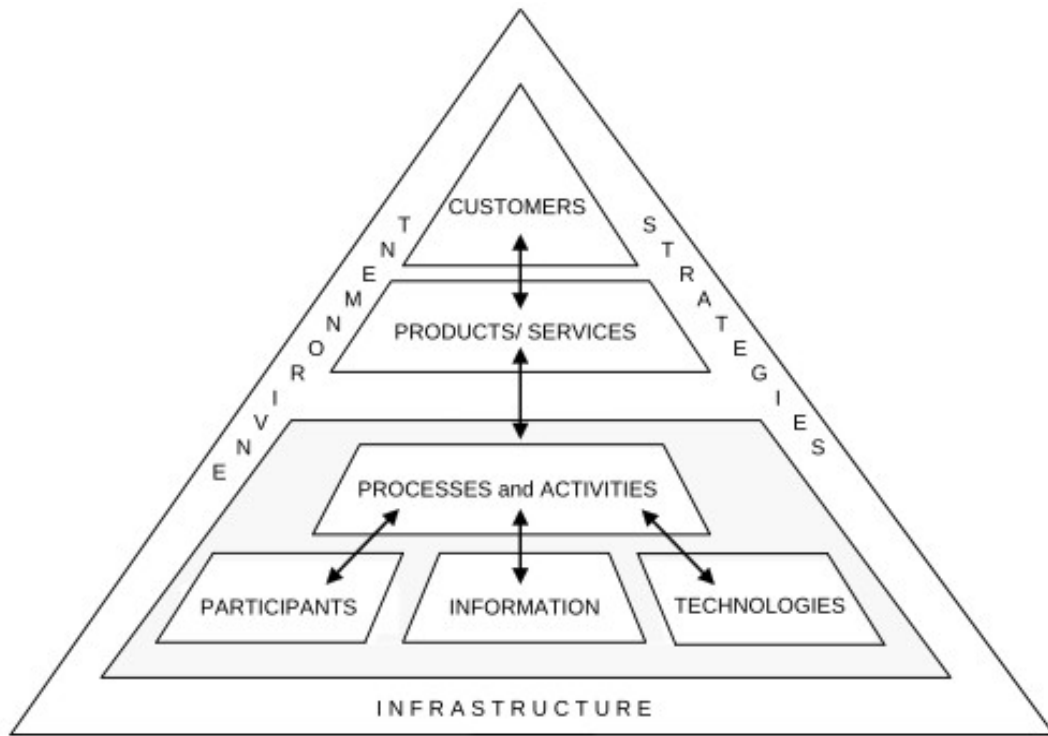 CUSTOMERS
ENVIRONMENT
STRATEGIES
PRODUCTS/ SERVICES
PROCESSES and ACTIVITIES
PARTICIPANTS
INFORMATION
TECHNOLOGIES
INFRASTRUCTURE